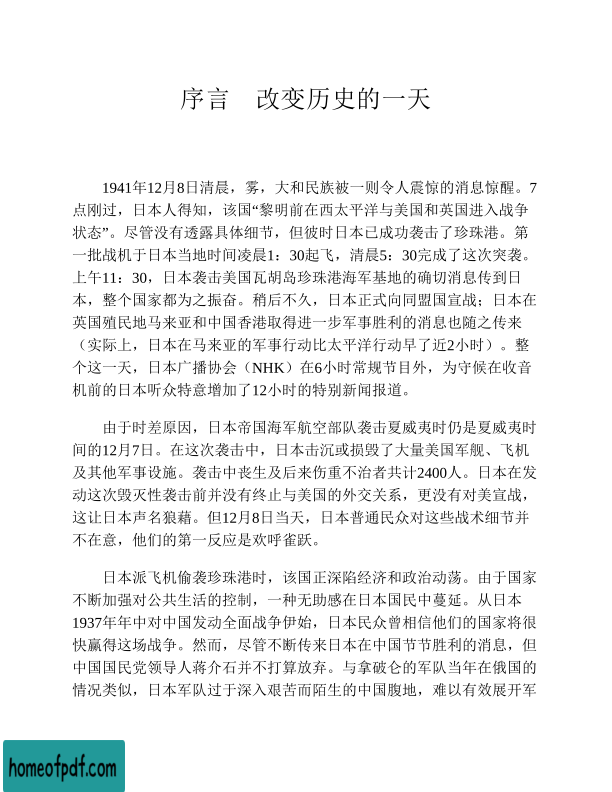 序言　改变历史的一天
1941年12月8日清晨，雾，大和民族被一则令人震惊的消息惊醒。7
点刚过，日本人得知，该国“黎明前在西太平洋与美国和英国进入战争
状态”。尽管没有透露具体细节，但彼时日本已成功袭击了珍珠港。第
一批战机于日本当地时间凌晨1：30起飞，清晨5：30完成了这次突袭。
上午11：30，日本袭击美国瓦胡岛珍珠港海军基地的确切消息传到日
本，整个国家都为之振奋。稍后不久，日本正式向同盟国宣战；日本在
英国殖民地马来亚和中国香港取得进一步军事胜利的消息也随之传来
（实际上，日本在马来亚的军事行动比太平洋行动早了近2小时）。整
个这一天，日本广播协会（NHK）在6小时常规节目外，为守候在收音
机前的日本听众特意增加了12小时的特别新闻报道。
由于时差原因，日本帝国海军航空部队袭击夏威夷时仍是夏威夷时
间的12月7日。在这次袭击中，日本击沉或损毁了大量美国军舰、飞机
及其他军事设施。袭击中丧生及后来伤重不治者共计2400人。日本在发
动这次毁灭性袭击前并没有终止与美国的外交关系，更没有对美宣战，
这让日本声名狼藉。但12月8日当天，日本普通民众对这些战术细节并
不在意，他们的第一反应是欢呼雀跃。
日本派飞机偷袭珍珠港时，该国正深陷经济和政治动荡。由于国家
不断加强对公共生活的控制，一种无助感在日本国民中蔓延。从日本
1937年年中对中国发动全面战争伊始，日本民众曾相信他们的国家将很
快赢得这场战争。然而，尽管不断传来日本在中国节节胜利的消息，但
中国国民党领导人蒋介石并不打算放弃。与拿破仑的军队当年在俄国的
情况类似，日本军队过于深入艰苦而陌生的中国腹地，难以有效展开军
homeofpdf.com